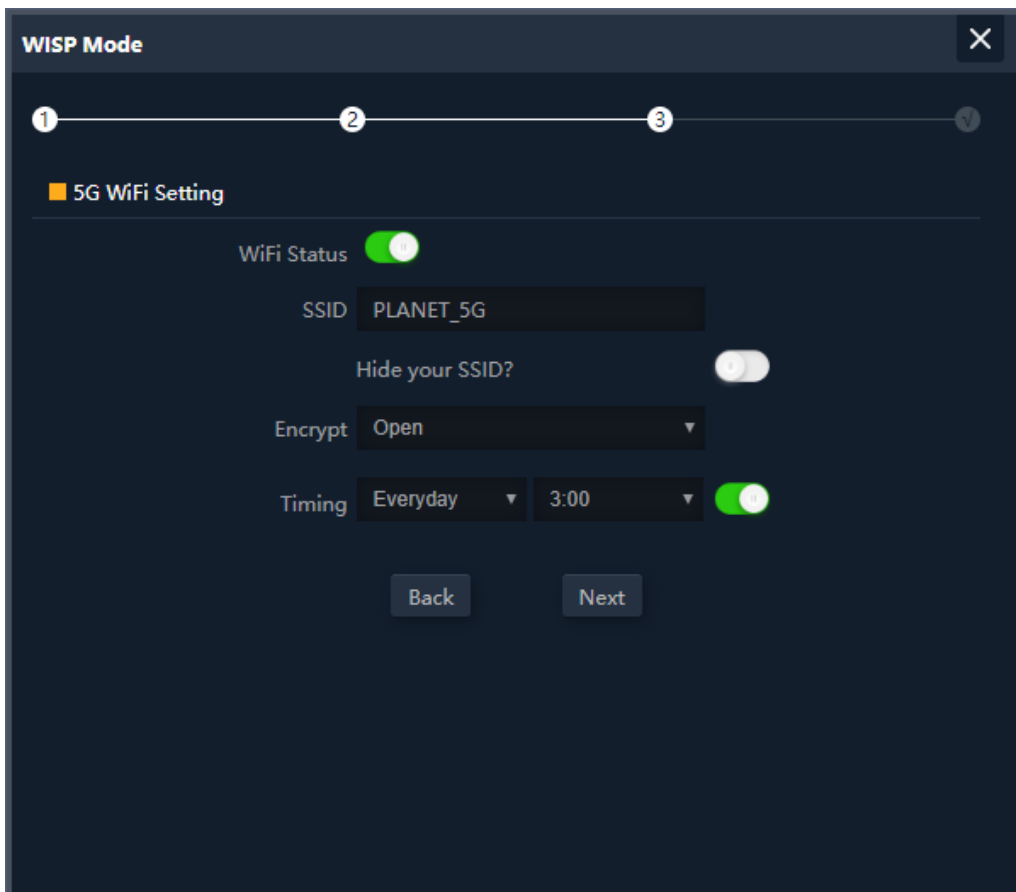 WISP Mode
1 2 3 √
5G WiFi Setting
WiFi Status
SSID PLANET_5G
Hide your SSID?
Encrypt Open
Timing Everyday 3:00
Back Next